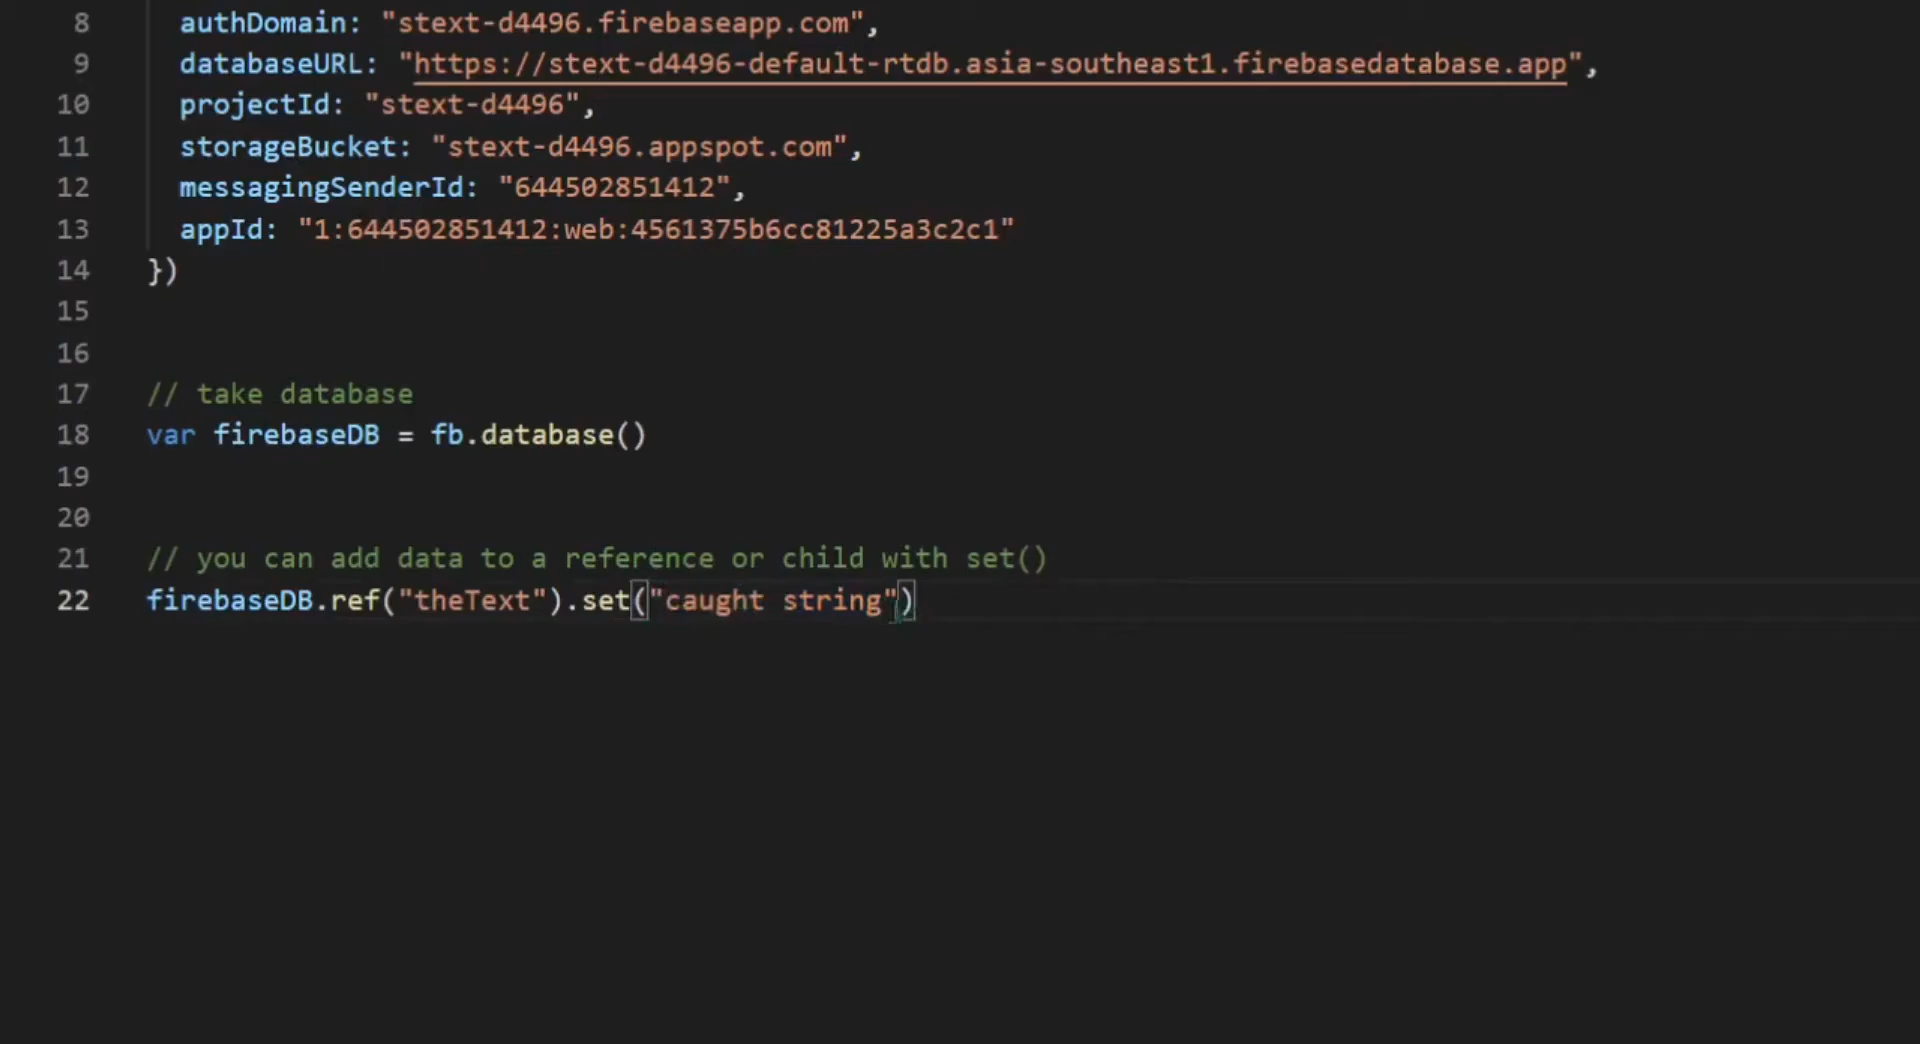 8 authDomain: "stext-d4496.firebaseapp.com",
9 databaseURL: "https://stext-d4496-default-rtdb.asia-southeast1.firebasedatabase.app",
10 projectId: "stext-d4496",
11 storageBucket: "stext-d4496.appspot.com",
12 messagingSenderId: "644502851412",
13 appId: "1:644502851412:web:4561375b6cc81225a3c2c1"
14 })
15
16
17 // take database
18 var firebaseDB = fb.database()
19
20
21 // you can add data to a reference or child with set()
22 firebaseDB.ref("theText").set("caught string")